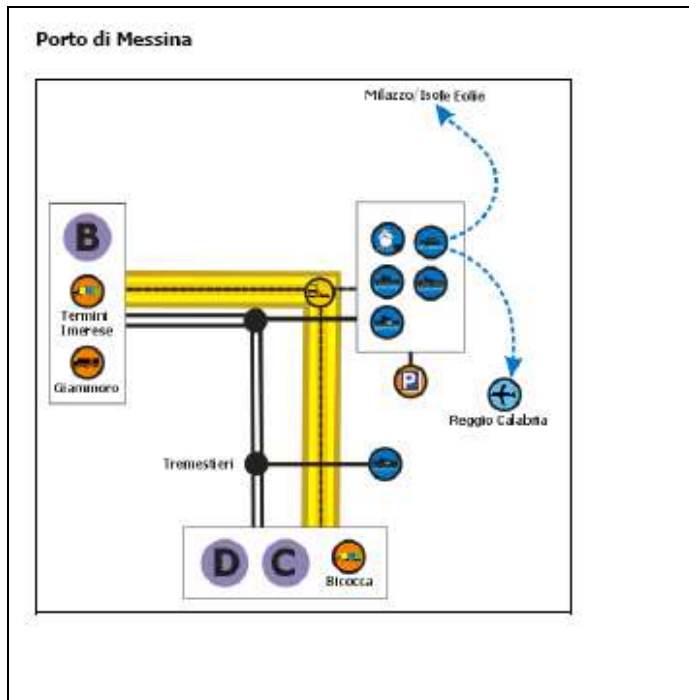 Porto di Messina
Milazzo/Isole Eolie
B
Termini
Imerese
Giammoro
P
Reggio Calabria
Tremestieri
D C
Bicocca